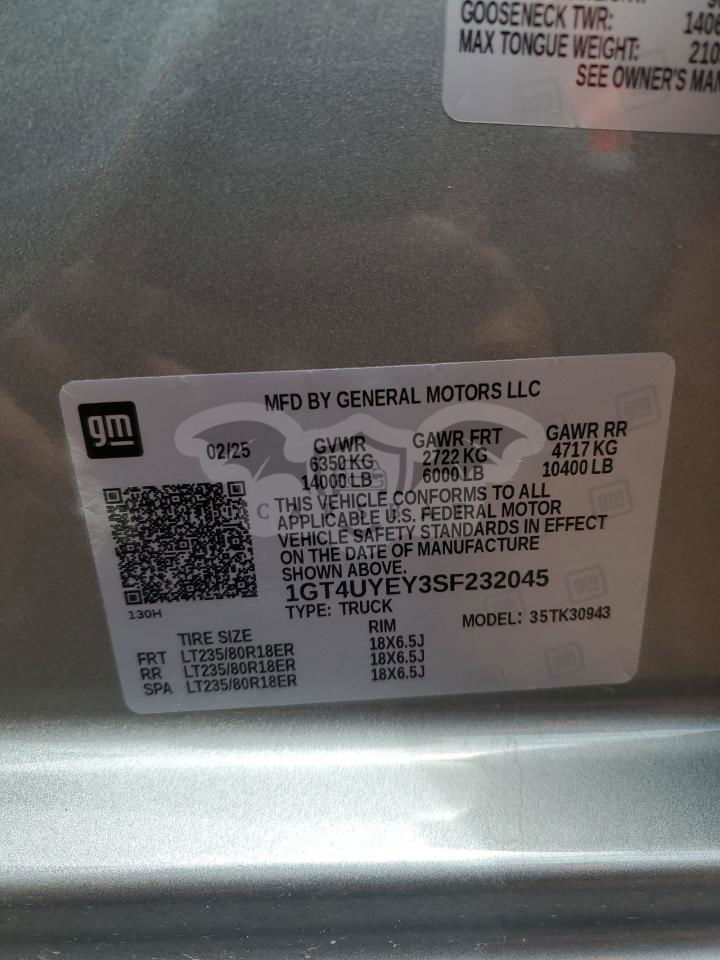 GOOSENECK TWR:
MAX TONGUE WEIGHT:
SEE OWNER'S
gm
MFD BY GENERAL MOTORS LLC
02/25 GVWR GAWR FRT GAWR RR
6350 KG 2722 KG 4717 KG
14000 LB 6000 LB 10400 LB
THIS VEHICLE CONFORMS TO ALL
APPLICABLE U.S. FEDERAL MOTOR
VEHICLE SAFETY STANDARDS IN EFFECT
ON THE DATE OF MANUFACTURE
SHOWN ABOVE.
1GT4UYEY3SF232045
130H
TYPE: TRUCK MODEL: 35TK30943
TIRE SIZE RIM
FRT LT235/80R18ER 18X6.5J
RR LT235/80R18ER 18X6.5J
SPA LT235/80R18ER 18X6.5J